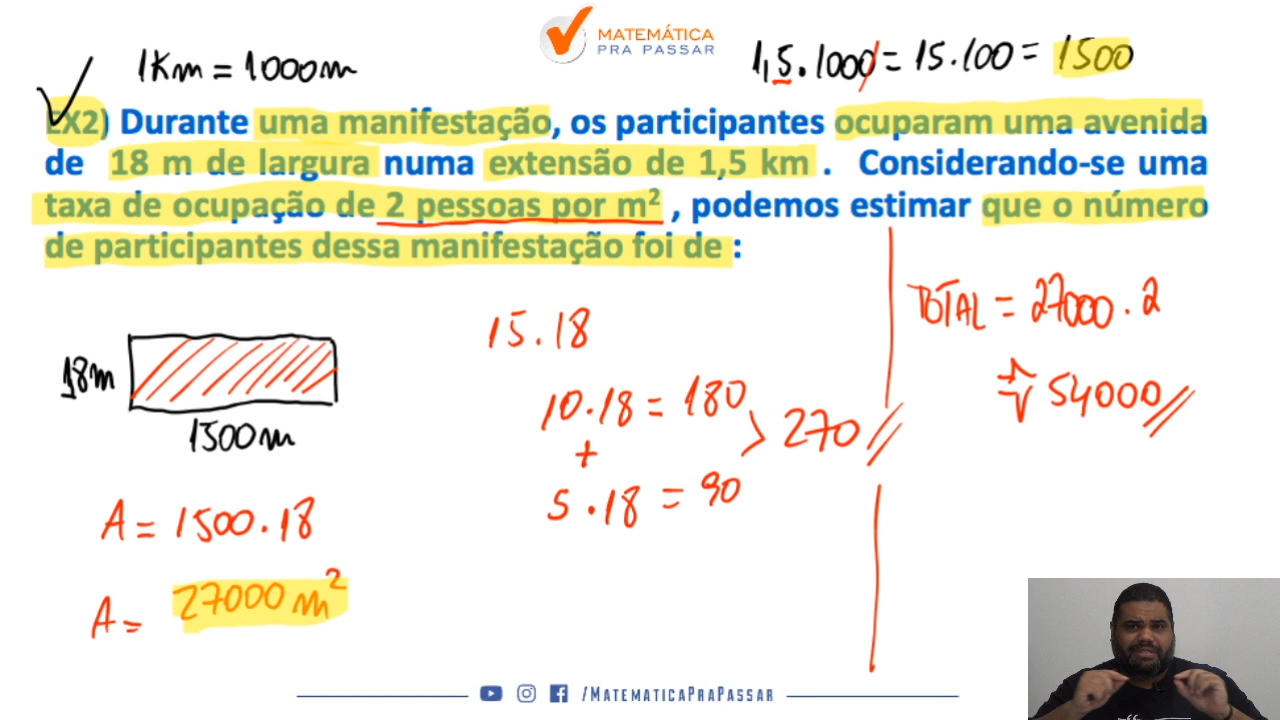 MATEMÁTICA
PRA PASSAR
1Km = 1000m
1,5.1000 = 15.100 = 1500
EX2) Durante uma manifestação, os participantes ocuparam uma avenida
de 18 m de largura numa extensão de 1,5 km . Considerando-se uma
taxa de ocupação de 2 pessoas por m² , podemos estimar que o número
de participantes dessa manifestação foi de :
18m
1500m
A = 1500.18
A = 27000 m²
15.18
10.18 = 180
+
5.18 = 90
> 270 //
TOTAL = 27000.2
54000 //
/MATEMATICAPRAPASSAR